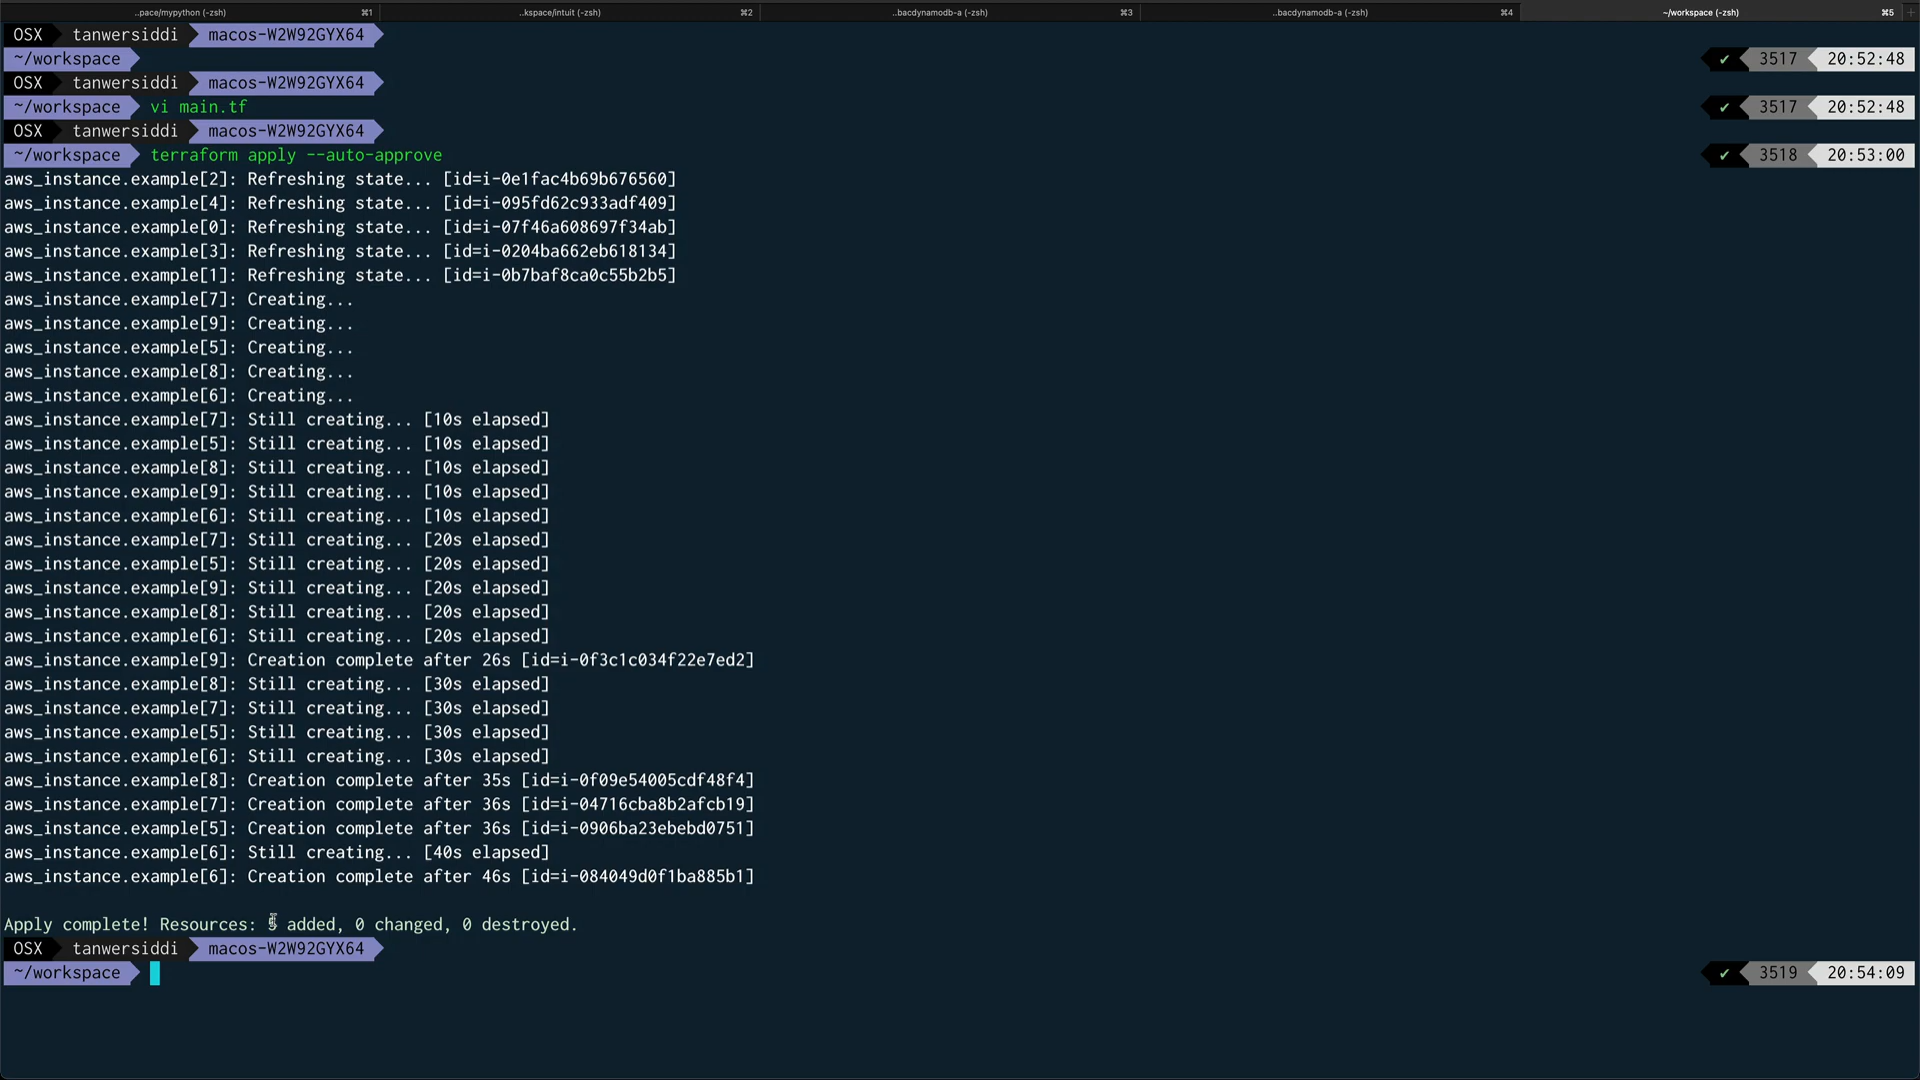 ..pace/mypython (-zsh) ⌘1 ..kspace/intuit (-zsh) ⌘2 ..bacdynamodb-a (-zsh) ⌘3 ..bacdynamodb-a (-zsh) ⌘4 ~/workspace (-zsh) ⌘5 +
OSX tanwersiddi macos-W2W92GYX64
~/workspace ✔ 3517 20:52:48
OSX tanwersiddi macos-W2W92GYX64
~/workspace vi main.tf ✔ 3517 20:52:48
OSX tanwersiddi macos-W2W92GYX64
~/workspace terraform apply --auto-approve ✔ 3518 20:53:00
aws_instance.example[2]: Refreshing state... [id=i-0e1fac4b69b676560]
aws_instance.example[4]: Refreshing state... [id=i-095fd62c933adf409]
aws_instance.example[0]: Refreshing state... [id=i-07f46a608697f34ab]
aws_instance.example[3]: Refreshing state... [id=i-0204ba662eb618134]
aws_instance.example[1]: Refreshing state... [id=i-0b7baf8ca0c55b2b5]
aws_instance.example[7]: Creating...
aws_instance.example[9]: Creating...
aws_instance.example[5]: Creating...
aws_instance.example[8]: Creating...
aws_instance.example[6]: Creating...
aws_instance.example[7]: Still creating... [10s elapsed]
aws_instance.example[5]: Still creating... [10s elapsed]
aws_instance.example[8]: Still creating... [10s elapsed]
aws_instance.example[9]: Still creating... [10s elapsed]
aws_instance.example[6]: Still creating... [10s elapsed]
aws_instance.example[7]: Still creating... [20s elapsed]
aws_instance.example[5]: Still creating... [20s elapsed]
aws_instance.example[9]: Still creating... [20s elapsed]
aws_instance.example[8]: Still creating... [20s elapsed]
aws_instance.example[6]: Still creating... [20s elapsed]
aws_instance.example[9]: Creation complete after 26s [id=i-0f3c1c034f22e7ed2]
aws_instance.example[8]: Still creating... [30s elapsed]
aws_instance.example[7]: Still creating... [30s elapsed]
aws_instance.example[5]: Still creating... [30s elapsed]
aws_instance.example[6]: Still creating... [30s elapsed]
aws_instance.example[8]: Creation complete after 35s [id=i-0f09e54005cdf48f4]
aws_instance.example[7]: Creation complete after 36s [id=i-04716cba8b2afcb19]
aws_instance.example[5]: Creation complete after 36s [id=i-0906ba23ebebd0751]
aws_instance.example[6]: Still creating... [40s elapsed]
aws_instance.example[6]: Creation complete after 46s [id=i-084049d0f1ba885b1]
Apply complete! Resources: 5 added, 0 changed, 0 destroyed.
OSX tanwersiddi macos-W2W92GYX64
~/workspace ✔ 3519 20:54:09